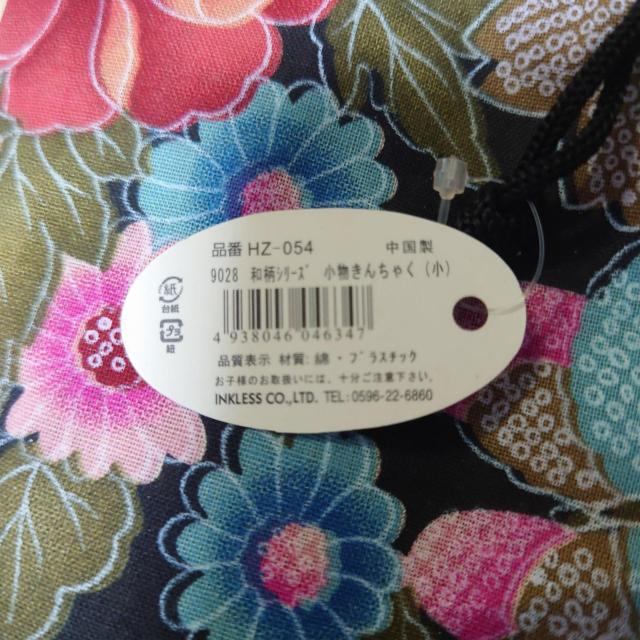 品番 HZ-054 中国製
9028 和柄シリーズ 小物きんちゃく (小)
紙
台紙
プラ
紐
4 938046 046347
品質表示 材質:綿・プラスチック
お子様のお取扱いには、十分ご注意下さい。
INKLESS CO.,LTD. TEL:0596-22-6860